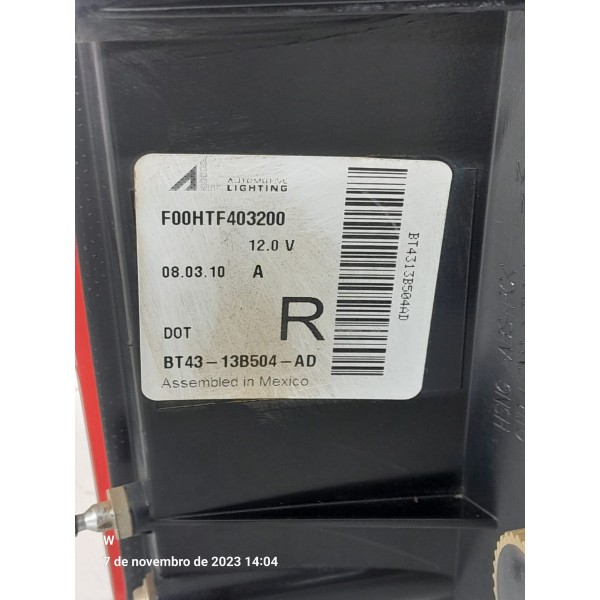 AUTOMOTIVE
LIGHTING
F00HTF403200
12.0 V
08.03.10 A
DOT
R
BT43-13B504-AD
Assembled in Mexico
BT4313B504AD
W
7 de novembro de 2023 14:04